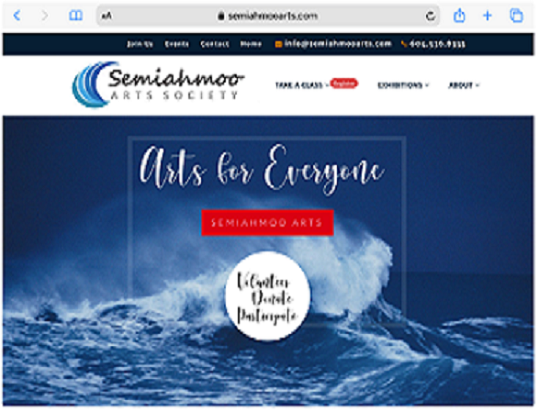 AA semiahmooarts.com
Join Us Events Contact Home info@semiahmooarts.com 604.536.8333
Semiahmoo
ARTS SOCIETY
TAKE A CLASS Register EXHIBITIONS ABOUT
Arts for Everyone
SEMIAHMOO ARTS
Volunteer
Donate
Participate